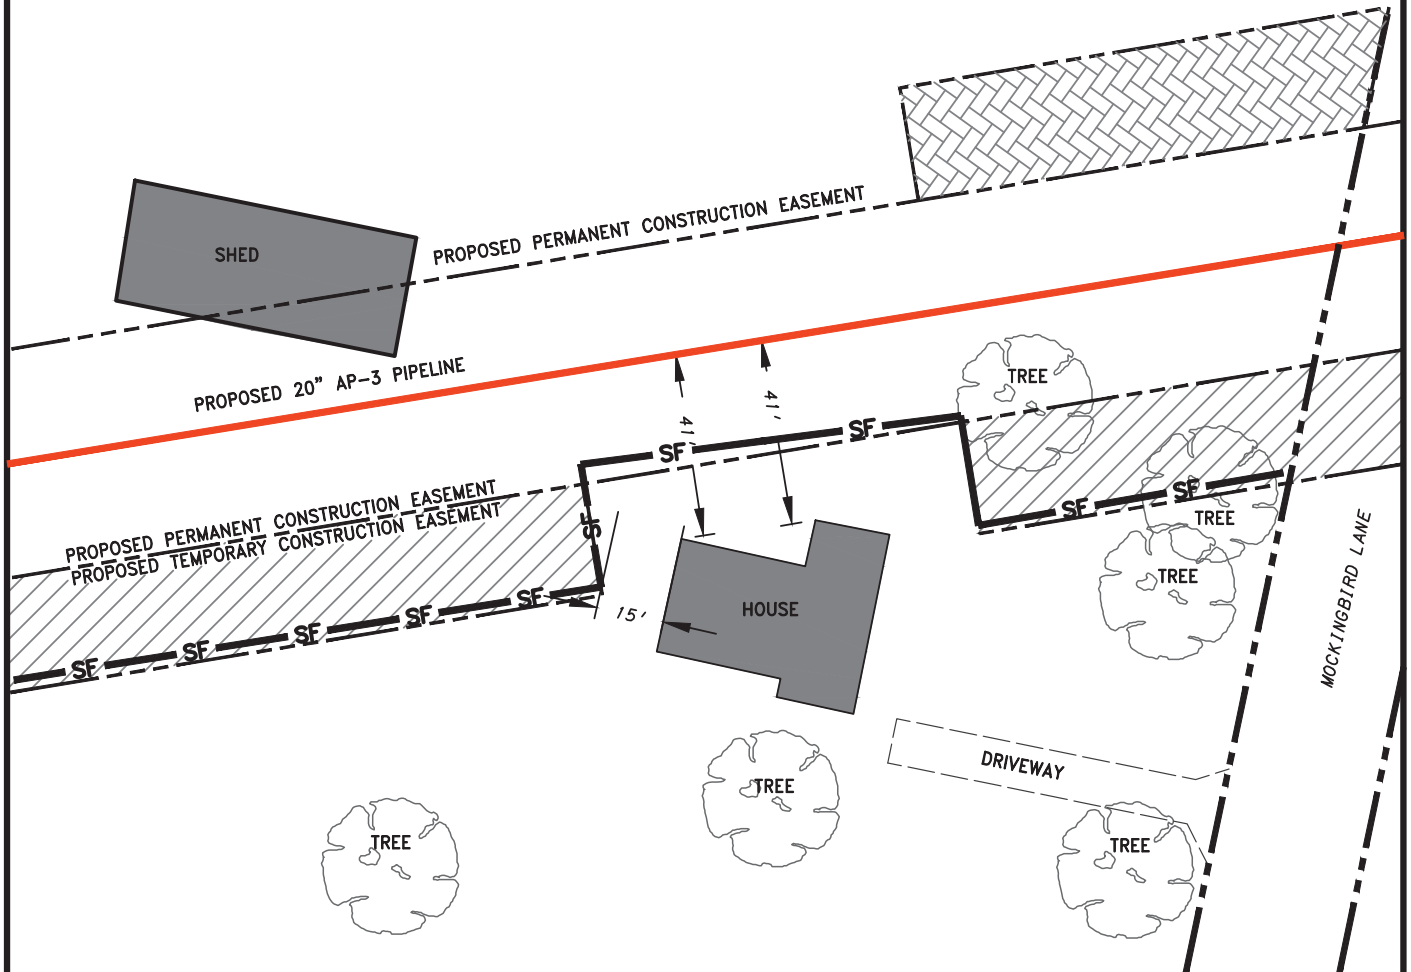 PROPOSED PERMANENT CONSTRUCTION EASEMENT
SHED
PROPOSED 20” AP-3 PIPELINE
TREE
41'
41'
SF
SF
PROPOSED PERMANENT CONSTRUCTION EASEMENT
PROPOSED TEMPORARY CONSTRUCTION EASEMENT
SF
SF
SF
TREE
TREE
MOCKINGBIRD LANE
SF
SF
SF
SF
SF
15'
HOUSE
DRIVEWAY
TREE
TREE
TREE